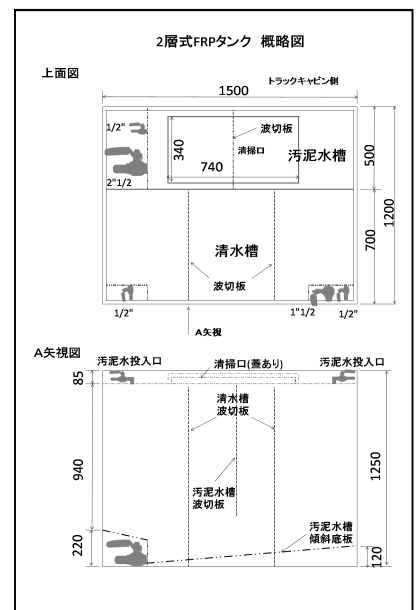 2層式FRPタンク 概略図
上面図
トラックキャビン側
1500
1/2"
波切板
340
清掃口
汚泥水槽
500
740
2"1/2
1200
清水槽
700
波切板
1/2"
1"1/2
1/2"
A矢視
A矢視図
汚泥水投入口
清掃口(蓋あり)
汚泥水投入口
85
清水槽
波切板
940
1250
汚泥水槽
波切板
汚泥水槽
傾斜底板
220
120